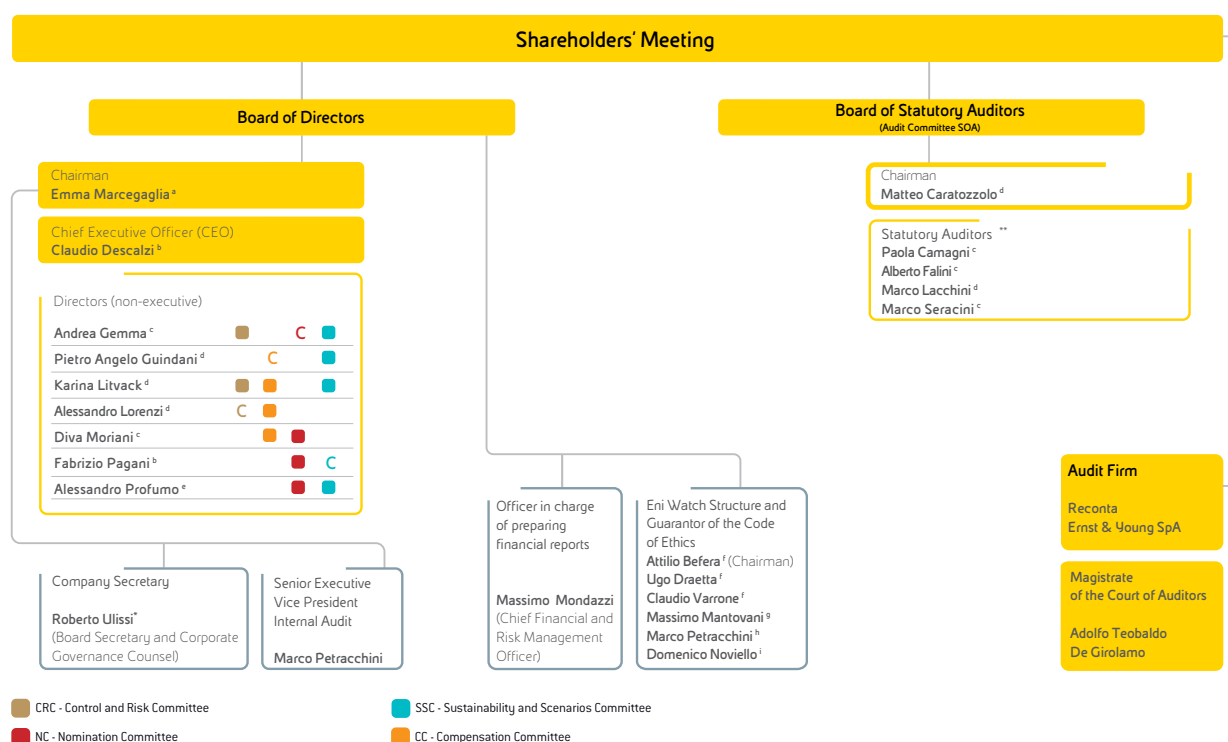 Shareholders' Meeting
Board of Directors
Board of Statutory Auditors
(Audit Committee SOA)
Chairman
Emma Marcegaglia a
Chief Executive Officer (CEO)
Claudio Descalzi b
Directors (non-executive)
Andrea Gemma c C
Pietro Angelo Guindani d C
Karina Litvack d
Alessandro Lorenzi d C
Diva Moriani c
Fabrizio Pagani b C
Alessandro Profumo e
Chairman
Matteo Caratozzolo d
Statutory Auditors **
Paola Camagni c
Alberto Falini c
Marco Lacchini d
Marco Seracini c
Company Secretary
Roberto Ulissi*
(Board Secretary and Corporate
Governance Counsel)
Senior Executive
Vice President
Internal Audit
Marco Petracchini
Officer in charge
of preparing
financial reports
Massimo Mondazzi
(Chief Financial and
Risk Management
Officer)
Eni Watch Structure and
Guarantor of the Code
of Ethics
Attilio Befera f (Chairman)
Ugo Draetta f
Claudio Varrone f
Massimo Mantovani g
Marco Petracchini h
Domenico Noviello i
Audit Firm
Reconta
Ernst & Young SpA
Magistrate
of the Court of Auditors
Adolfo Teobaldo
De Girolamo
CRC - Control and Risk Committee
SSC - Sustainability and Scenarios Committee
NC - Nomination Committee
CC - Compensation Committee